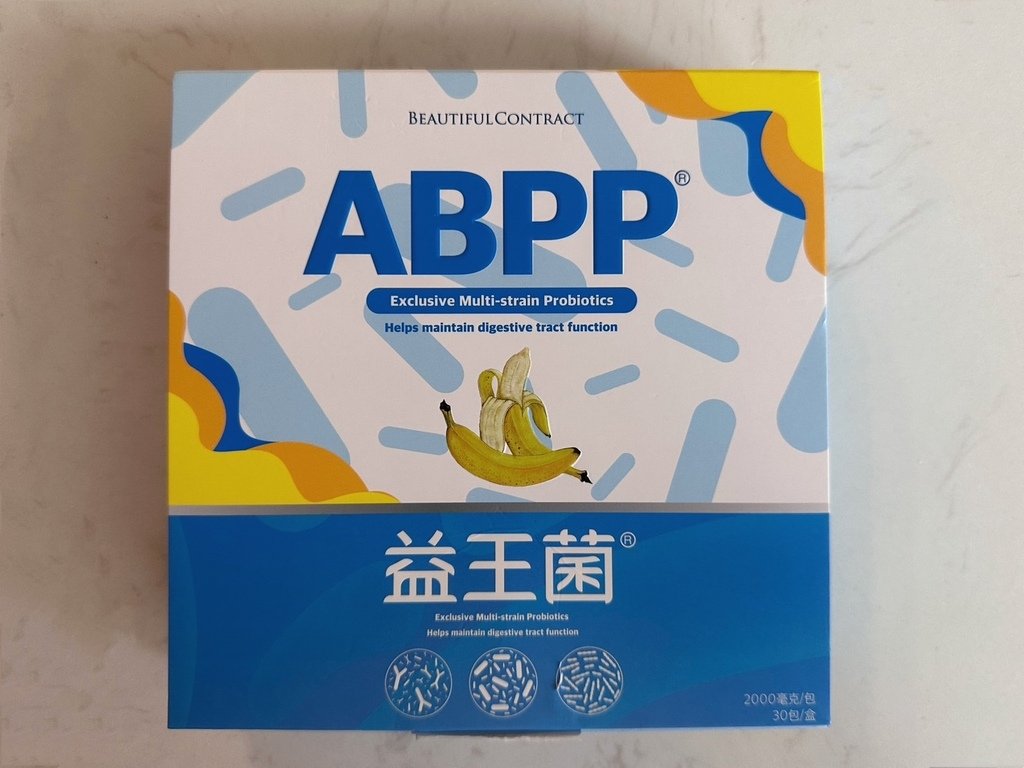 BEAUTIFULCONTRACT
ABPP®
Exclusive Multi-strain Probiotics
Helps maintain digestive tract function
益王菌®
Exclusive Multi-strain Probiotics
Helps maintain digestive tract function
2000毫克/包
30包/盒